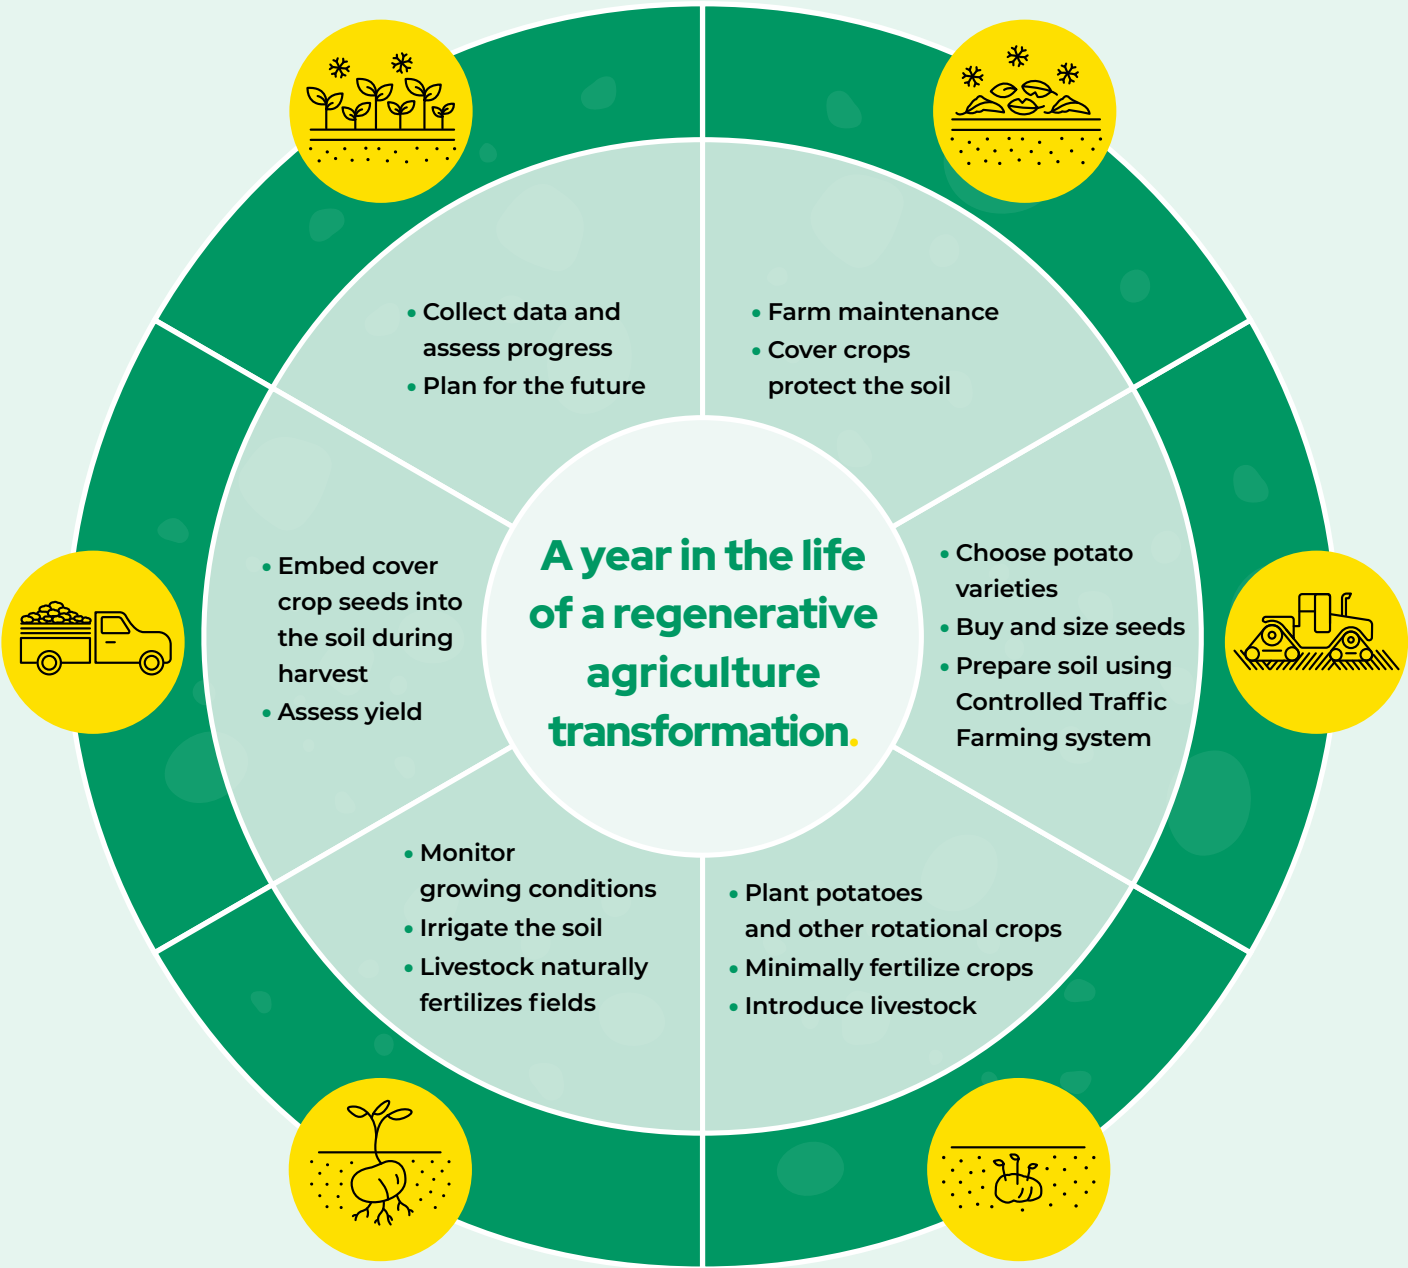 A year in the life
of a regenerative
agriculture
transformation.
• Farm maintenance
• Cover crops
protect the soil
• Choose potato
varieties
• Buy and size seeds
• Prepare soil using
Controlled Traffic
Farming system
• Plant potatoes
and other rotational crops
• Minimally fertilize crops
• Introduce livestock
• Monitor
growing conditions
• Irrigate the soil
• Livestock naturally
fertilizes fields
• Embed cover
crop seeds into
the soil during
harvest
• Assess yield
• Collect data and
assess progress
• Plan for the future